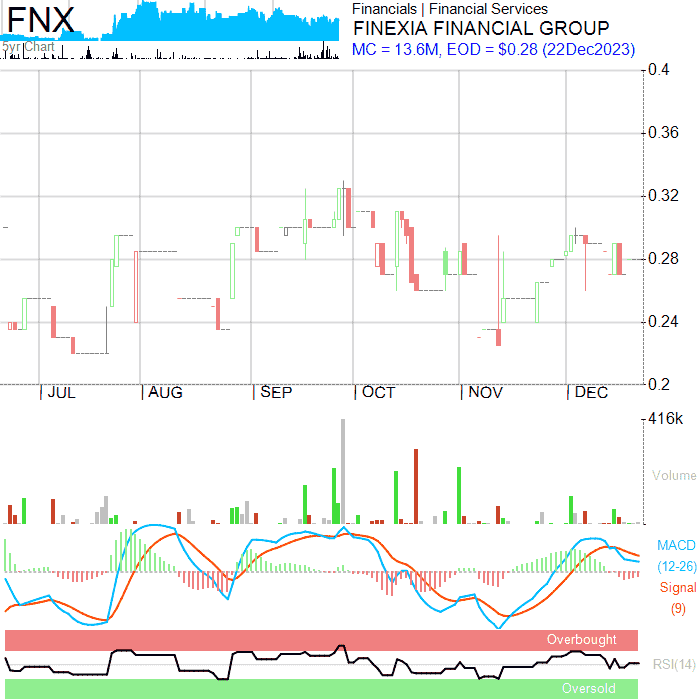 FNX
5yr Chart
Financials | Financial Services
FINEXIA FINANCIAL GROUP
MC = 13.6M, EOD = $0.28 (22Dec2023)
0.4
0.36
0.32
0.28
0.24
0.2
| JUL | AUG | SEP | OCT | NOV | DEC
416k
Volume
MACD
(12-26)
Signal
(9)
Overbought
RSI(14)
Oversold